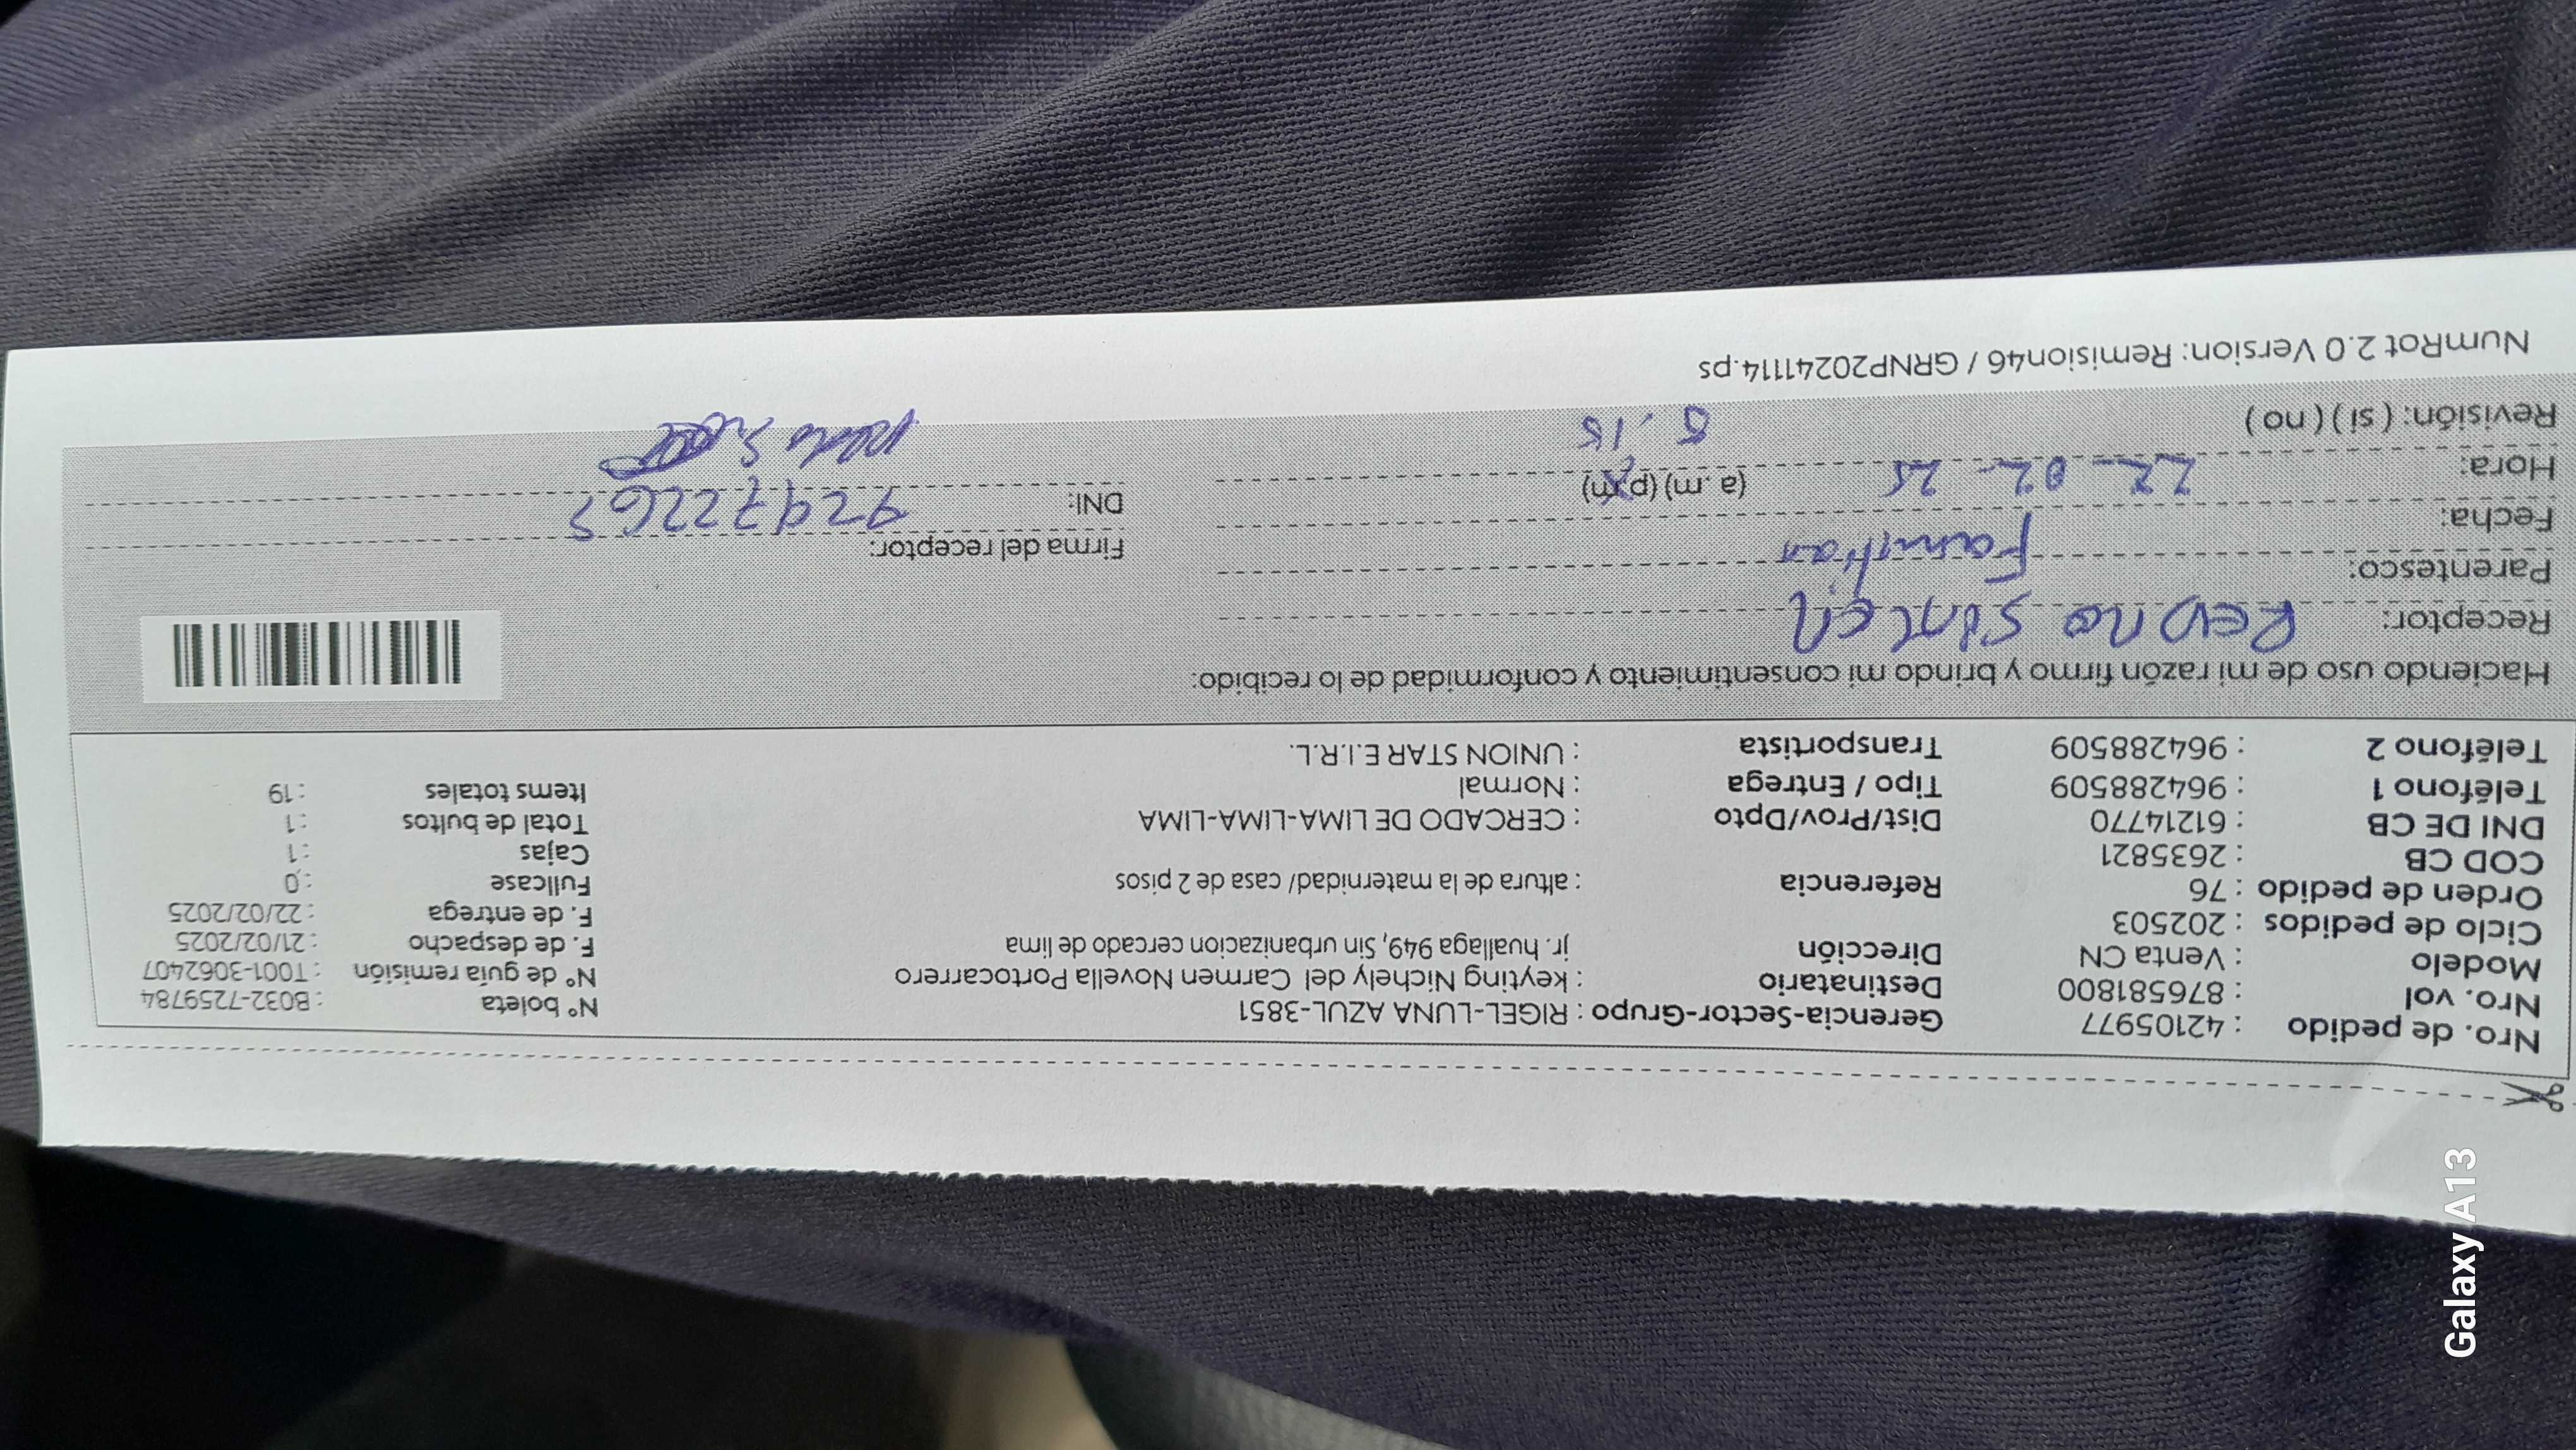 Nro. de pedido : 42105977 Gerencia-Sector-Grupo : RIGEL-LUNA AZUL-3851 N° boleta : B032-7259784
Nro. vol : 876581800 Destinatario : keyting Nichely del Carmen Novella Portocarrero N° de guía remisión : T001-3062407
Modelo : Venta CN Dirección jr. huallaga 949, Sin urbanizacion cercado de lima F. de despacho : 21/02/2025
Ciclo de pedidos : 202503 F. de entrega : 22/02/2025
Orden de pedido : 76 Referencia : altura de la maternidad/ casa de 2 pisos Fullcase : 0
COD CB : 2635821 Cajas : 1
DNI DE CB : 61214770 Dist/Prov/Dpto : CERCADO DE LIMA-LIMA-LIMA Total de bultos : 1
Teléfono 1 : 964288509 Tipo / Entrega : Normal Items totales : 19
Teléfono 2 : 964288509 Transportista : UNION STAR E.I.R.L.
Haciendo uso de mi razón firmo y brindo mi consentimiento y conformidad de lo recibido:
Receptor:
Parentesco: Familiar
Firma del receptor:
Fecha: 22 02 25
DNI:
Hora: (a.m) (p.m) 5.15
Revisión: ( si ) ( no )
NumRot 2.0 Version: Remision46 / GRNP20241114.ps
Galaxy A13